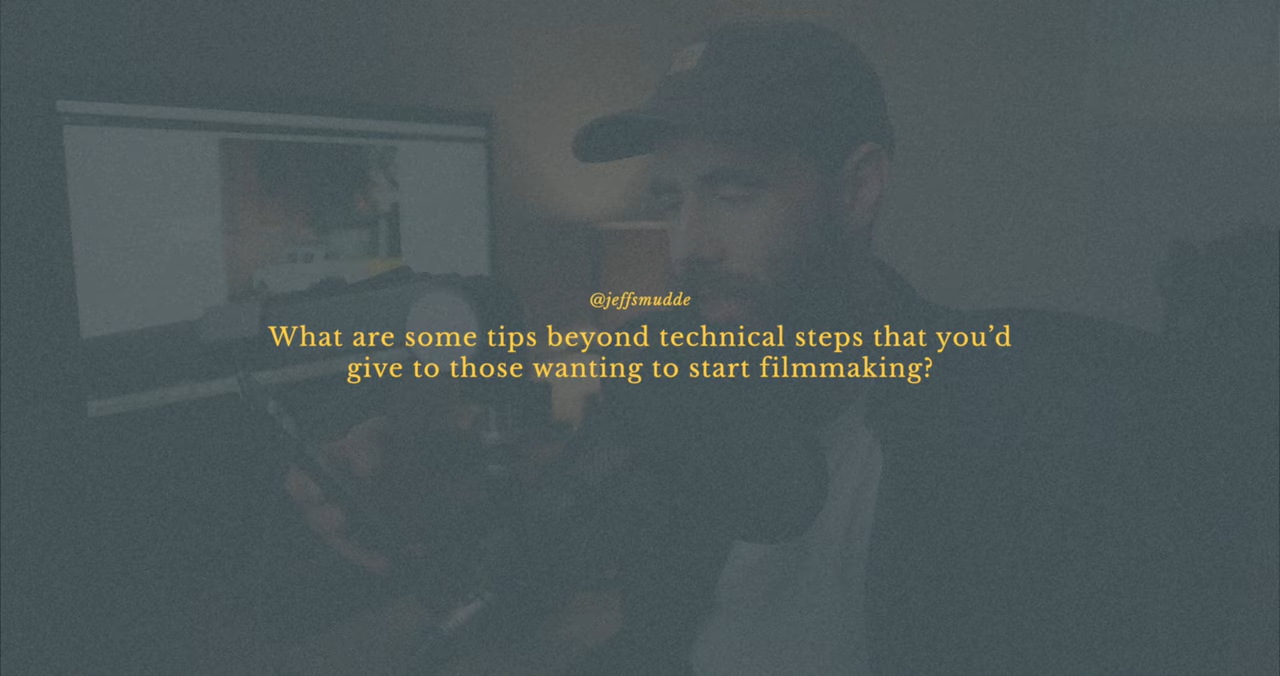 @jeffsmudde
What are some tips beyond technical steps that you’d
give to those wanting to start filmmaking?